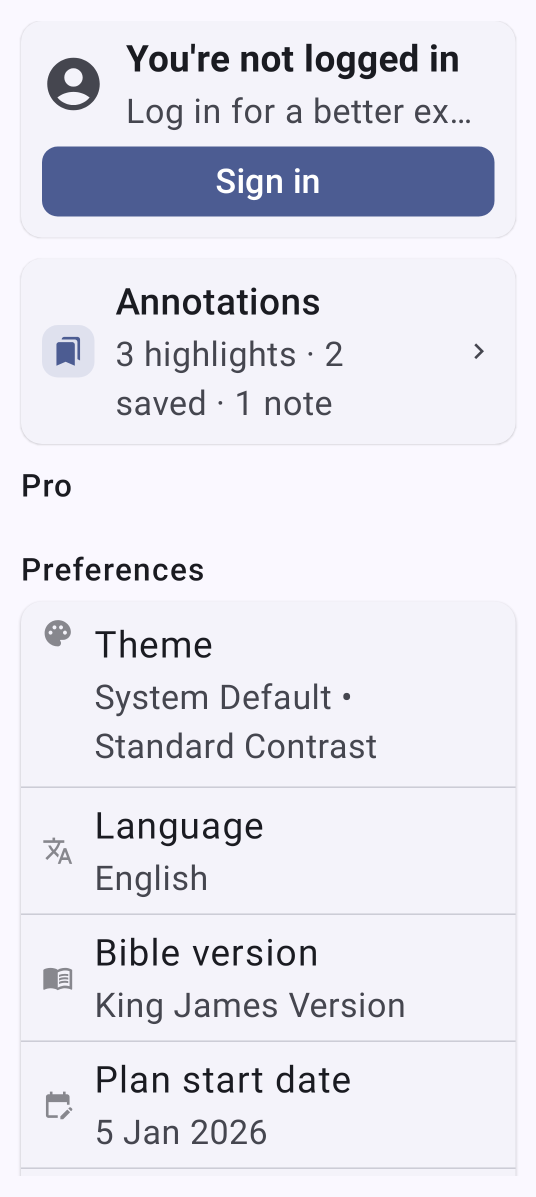 You're not logged in
Log in for a better ex...
Sign in
Annotations
3 highlights · 2
saved · 1 note
Pro
Preferences
Theme
System Default •
Standard Contrast
Language
English
Bible version
King James Version
Plan start date
5 Jan 2026